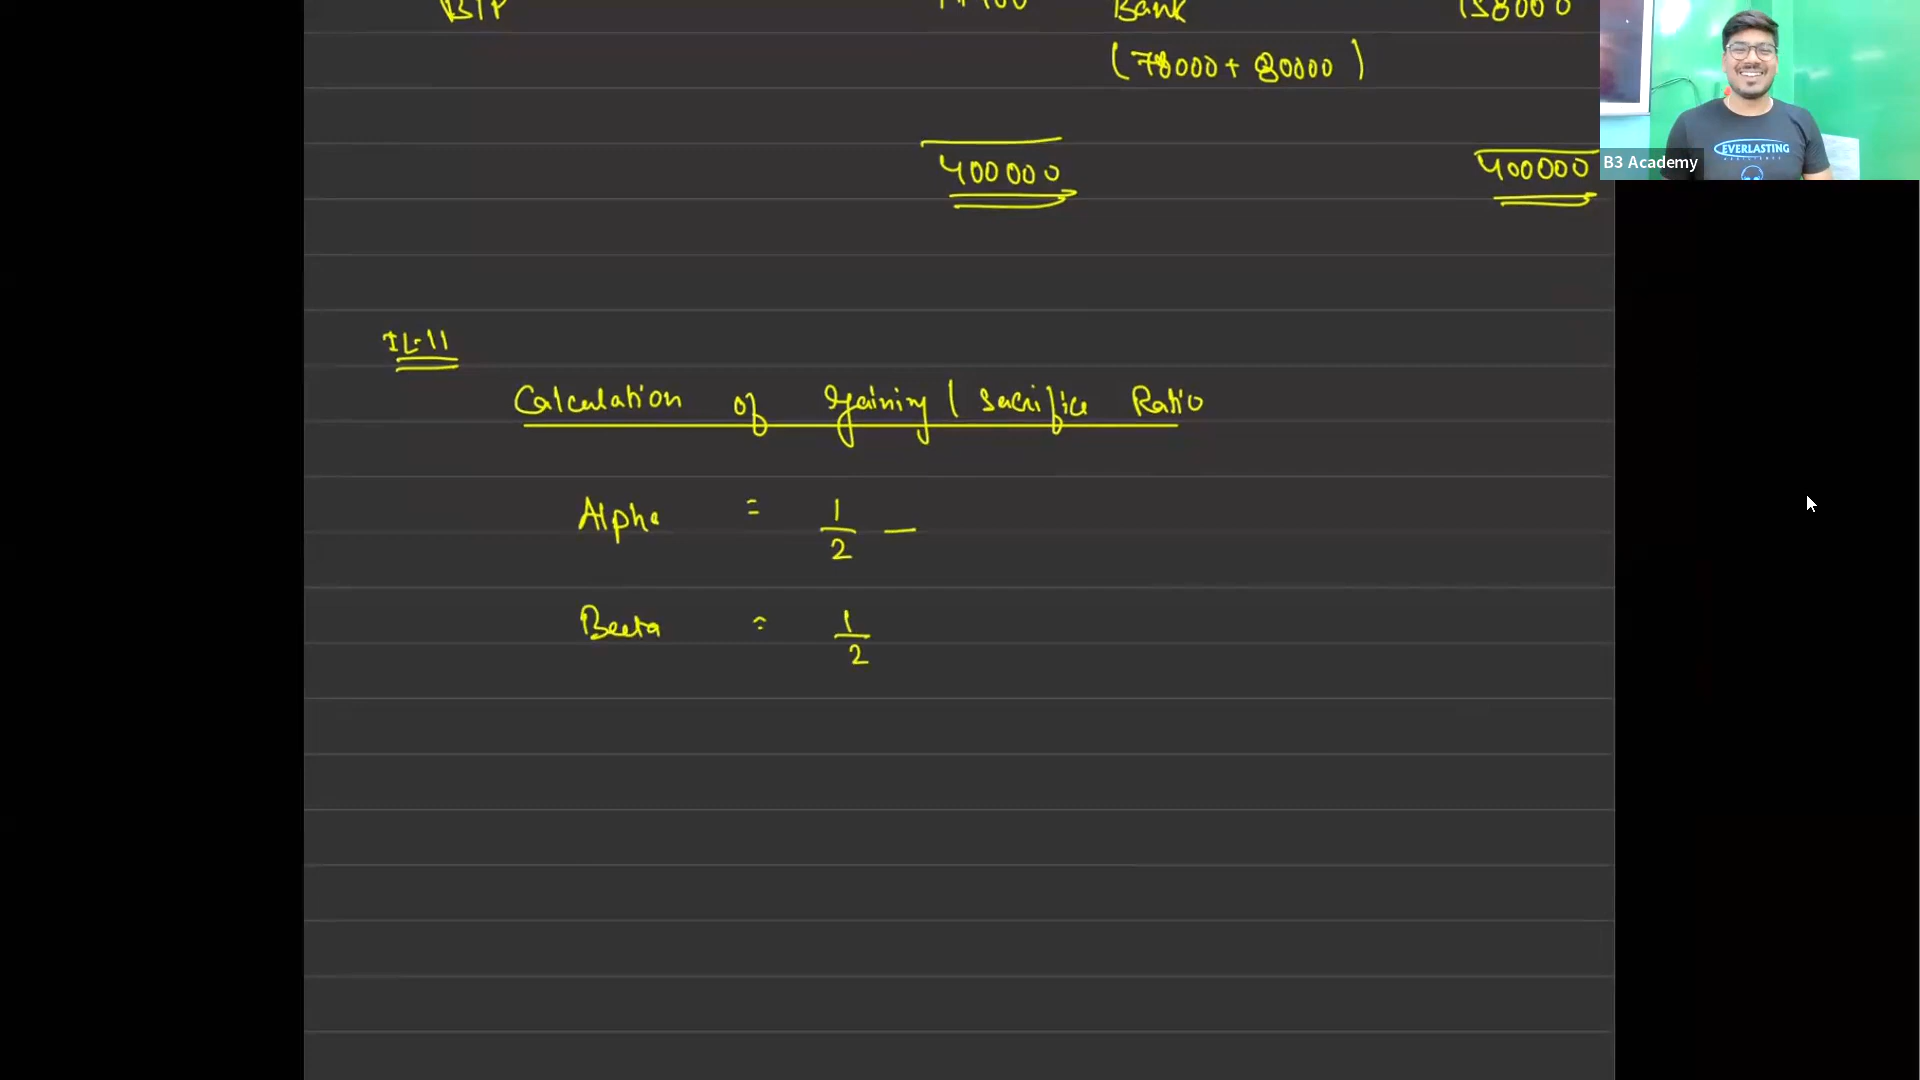 Bank 158000
(78000 + 80000)
400000 400000
EVERLASTING
B3 Academy
IL-11
Calculation of Gaining / Sacrifice Ratio
Alpha = 1/2 -
Beeta = 1/2